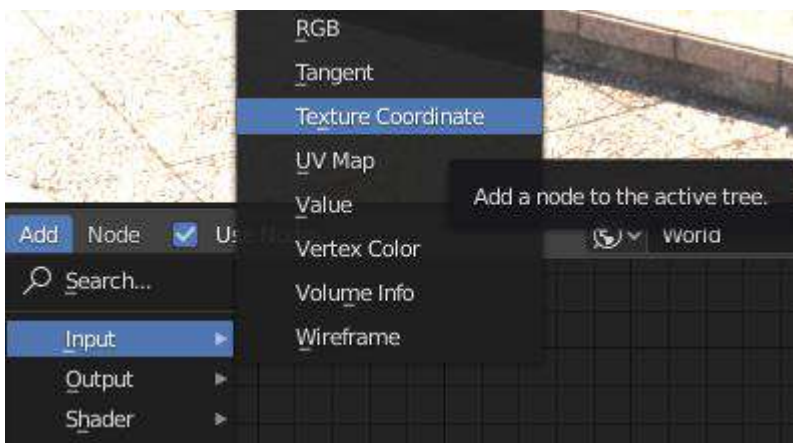 RGB
Tangent
Texture Coordinate
UV Map
Value
Add a node to the active tree.
Add Node World
Vertex Color
Search...
Volume Info
Input
Wireframe
Output
Shader